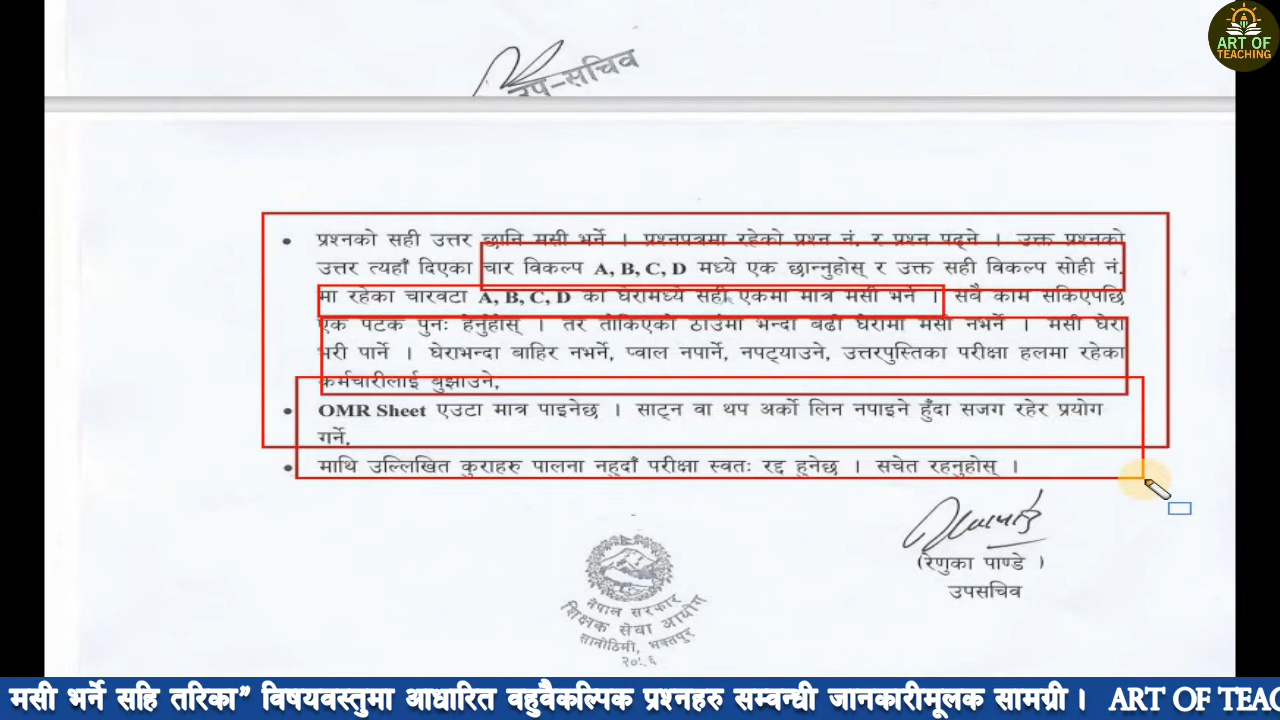 ART OF
TEACHING
उप-सचिव
• प्रश्नको सही उत्तर छानि मसी भर्ने । प्रश्नपत्रमा रहेको प्रश्न नं. र प्रश्न पढ्ने । उक्त प्रश्नको
उत्तर त्यहाँ दिएका चार विकल्प A, B, C, D मध्ये एक छान्नुहोस् र उक्त सही विकल्प सोही नं.
मा रहेका चारवटा A, B, C, D का घेरामध्ये सही एकमा मात्र मसी भर्ने । सबै काम सकिएपछि
एक पटक पुनः हेर्नुहोस् । तर तोकिएको ठाउँमा भन्दा बढी घेरामा मसी नभर्ने । मसी घेरा
भरी पार्ने । घेराभन्दा बाहिर नभर्ने, प्वाल नपार्ने, नपट्याउने, उत्तरपुस्तिका परीक्षा हलमा रहेका
कर्मचारीलाई बुझाउने,
• OMR Sheet एउटा मात्र पाइनेछ । साट्न वा थप अर्को लिन नपाइने हुँदा सजग रहेर प्रयोग
गर्ने,
• माथि उल्लिखित कुराहरु पालना नहुदाँ परीक्षा स्वतः रद्द हुनेछ । सचेत रहनुहोस् ।
(रेणुका पाण्डे )
उपसचिव
नेपाल सरकार
शिक्षक सेवा आयोग
सानोठिमी, भक्तपुर
मसी भर्ने सहि तरिका” विषयवस्तुमा आधारित वहुवैकल्पिक प्रश्नहरु सम्वन्धी जानकारीमूलक सामग्री । ART OF TEAC